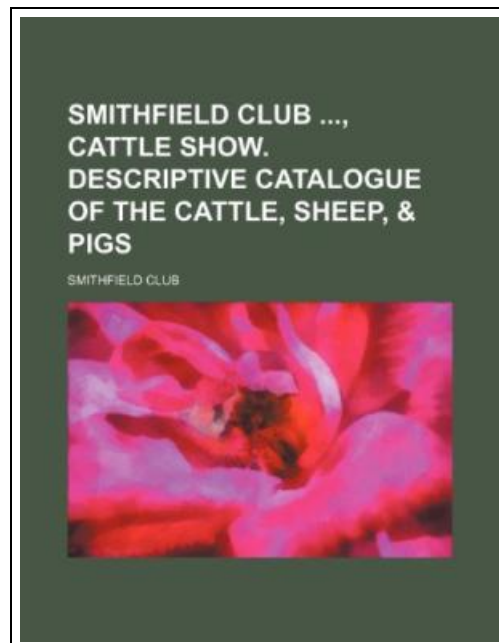 SMITHFIELD CLUB ...,
CATTLE SHOW.
DESCRIPTIVE CATALOGUE
OF THE CATTLE, SHEEP, &
PIGS
SMITHFIELD CLUB